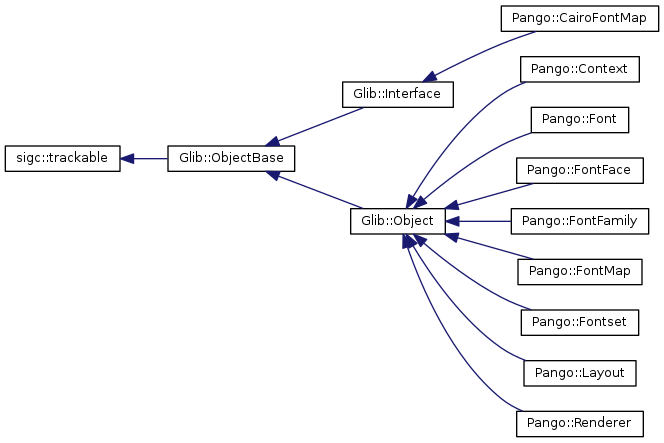 Pango::CairoFontMap
Pango::Context
Glib::Interface
Pango::Font
sigc::trackable
Glib::ObjectBase
Pango::FontFace
Glib::Object
Pango::FontFamily
Pango::FontMap
Pango::Fontset
Pango::Layout
Pango::Renderer